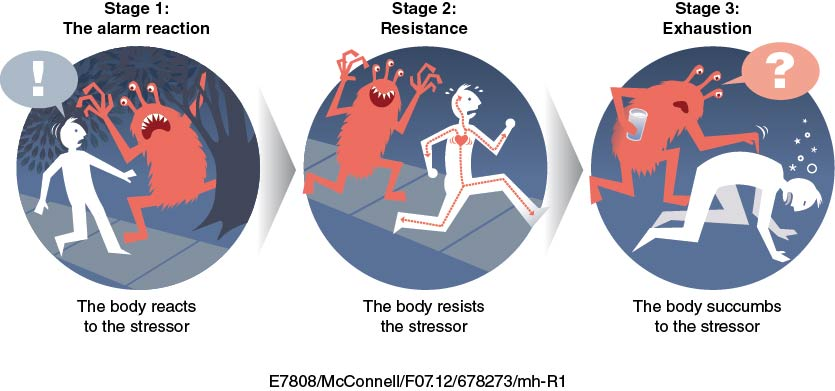 Stage 1:
The alarm reaction
Stage 2:
Resistance
Stage 3:
Exhaustion
!
?
The body reacts
to the stressor
The body resists
the stressor
The body succumbs
to the stressor
E7808/McConnell/F07.12/678273/mh-R1